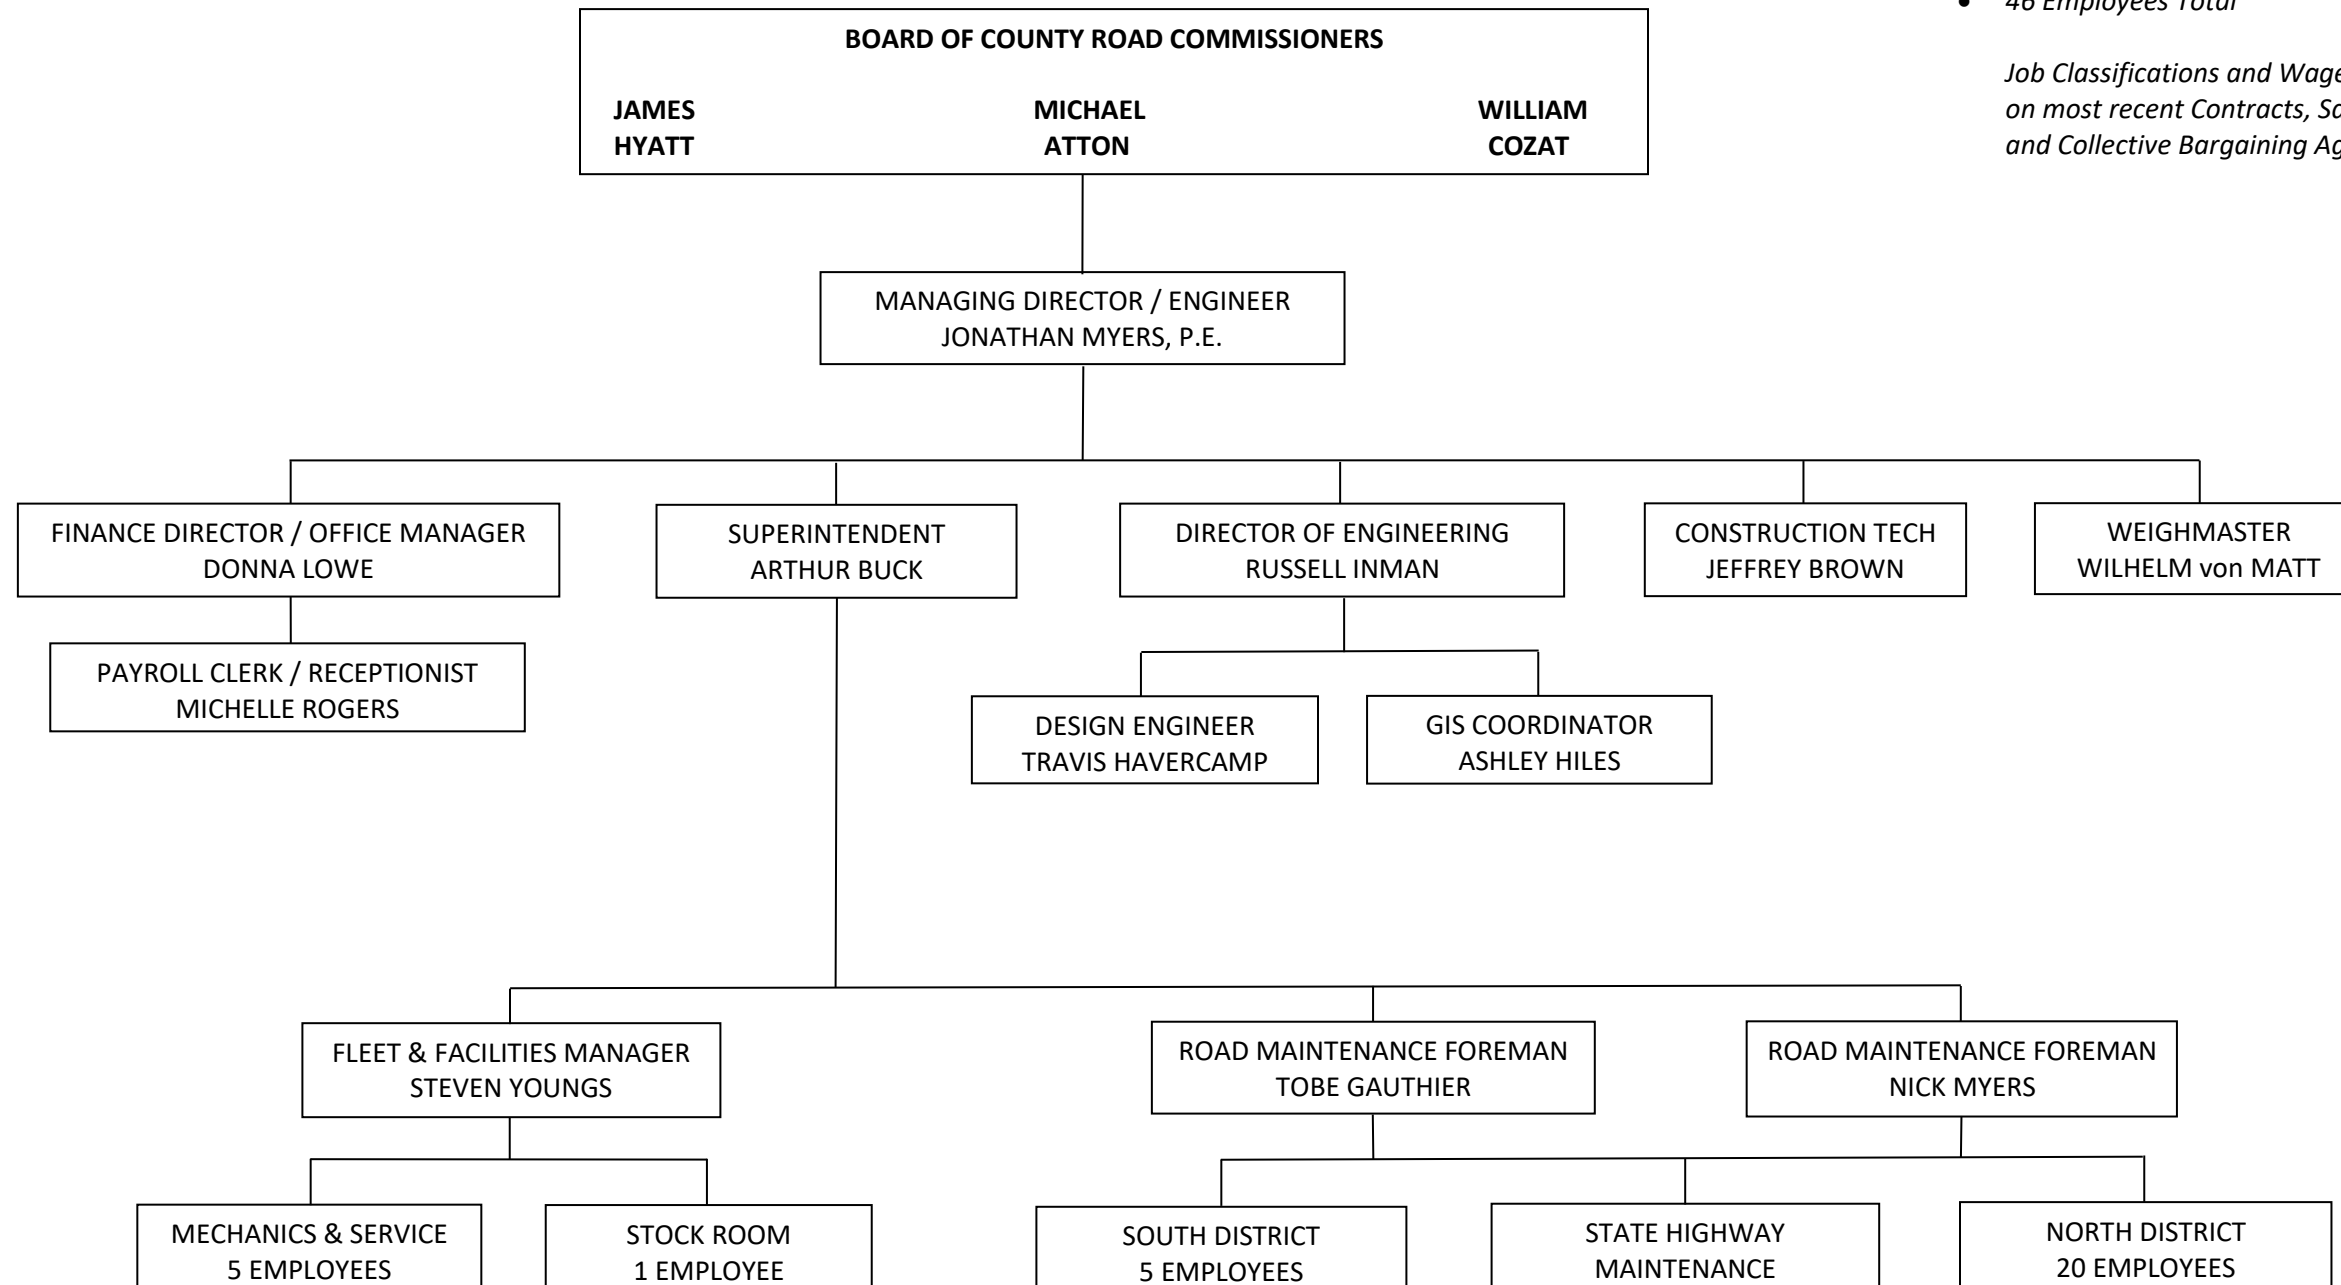 • 46 Employees Total
Job Classifications and
on most recent Contracts,
and Collective Bargaining
BOARD OF COUNTY ROAD COMMISSIONERS
JAMES MICHAEL WILLIAM
HYATT ATTON COZAT
MANAGING DIRECTOR / ENGINEER
JONATHAN MYERS, P.E.
FINANCE DIRECTOR / OFFICE MANAGER
DONNA LOWE
SUPERINTENDENT
ARTHUR BUCK
DIRECTOR OF ENGINEERING
RUSSELL INMAN
CONSTRUCTION TECH
JEFFREY BROWN
WEIGHMASTER
WILHELM von MATT
PAYROLL CLERK / RECEPTIONIST
MICHELLE ROGERS
DESIGN ENGINEER
TRAVIS HAVERCAMP
GIS COORDINATOR
ASHLEY HILES
FLEET & FACILITIES MANAGER
STEVEN YOUNGS
ROAD MAINTENANCE FOREMAN
TOBE GAUTHIER
ROAD MAINTENANCE FOREMAN
NICK MYERS
MECHANICS & SERVICE
5 EMPLOYEES
STOCK ROOM
1 EMPLOYEE
SOUTH DISTRICT
5 EMPLOYEES
STATE HIGHWAY
MAINTENANCE
NORTH DISTRICT
20 EMPLOYEES